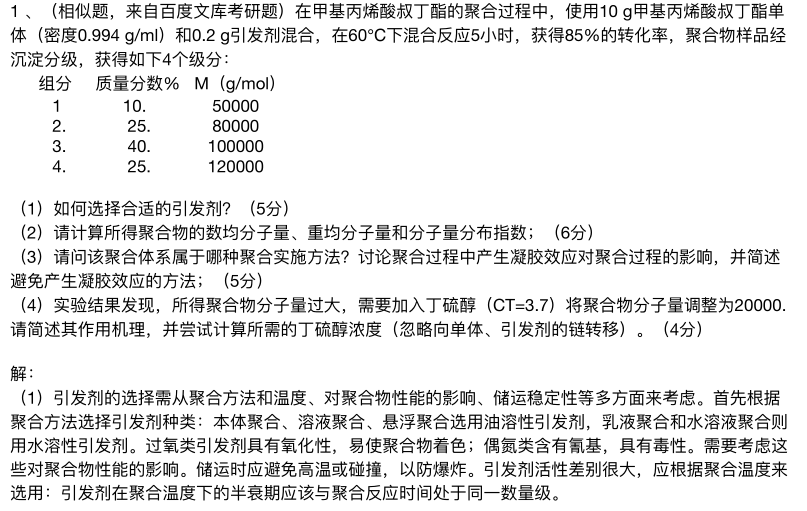 1 、（相似题，来自百度文库考研题）在甲基丙烯酸叔丁酯的聚合过程中，使用10 g甲基丙烯酸叔丁酯单
体（密度0.994 g/ml）和0.2 g引发剂混合，在60°C下混合反应5小时，获得85%的转化率，聚合物样品经
沉淀分级，获得如下4个级分：
组分 质量分数% M（g/mol）
1 10. 50000
2. 25. 80000
3. 40. 100000
4. 25. 120000
（1）如何选择合适的引发剂？（5分）
（2）请计算所得聚合物的数均分子量、重均分子量和分子量分布指数；（6分）
（3）请问该聚合体系属于哪种聚合实施方法？讨论聚合过程中产生凝胶效应对聚合过程的影响，并简述
避免产生凝胶效应的方法；（5分）
（4）实验结果发现，所得聚合物分子量过大，需要加入丁硫醇（CT=3.7）将聚合物分子量调整为20000.
请简述其作用机理，并尝试计算所需的丁硫醇浓度（忽略向单体、引发剂的链转移）。（4分）
解：
（1）引发剂的选择需从聚合方法和温度、对聚合物性能的影响、储运稳定性等多方面来考虑。首先根据
聚合方法选择引发剂种类：本体聚合、溶液聚合、悬浮聚合选用油溶性引发剂，乳液聚合和水溶液聚合则
用水溶性引发剂。过氧类引发剂具有氧化性，易使聚合物着色；偶氮类含有氰基，具有毒性。需要考虑这
些对聚合物性能的影响。储运时应避免高温或碰撞，以防爆炸。引发剂活性差别很大，应根据聚合温度来
选用：引发剂在聚合温度下的半衰期应该与聚合反应时间处于同一数量级。